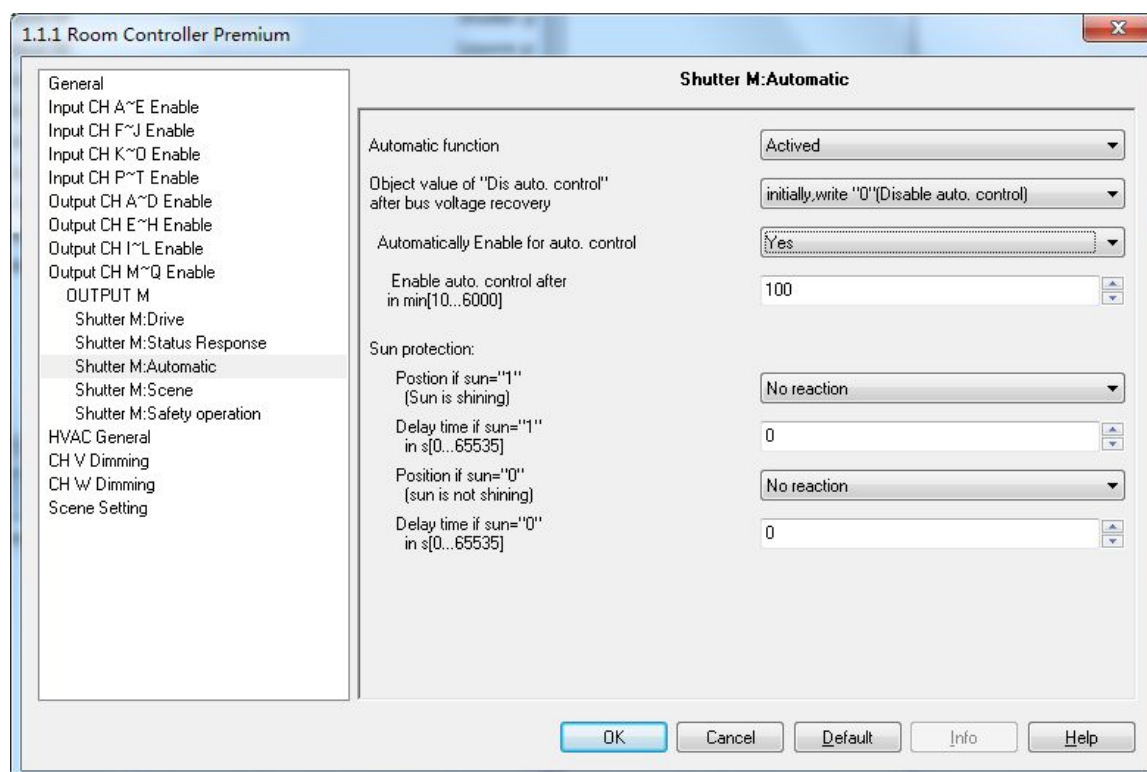 1.1.1 Room Controller Premium
General
Input CH A~E Enable
Input CH F~J Enable
Input CH K~O Enable
Input CH P~T Enable
Output CH A~D Enable
Output CH E~H Enable
Output CH I~L Enable
Output CH M~Q Enable
OUTPUT M
Shutter M:Drive
Shutter M:Status Response
Shutter M:Automatic
Shutter M:Scene
Shutter M:Safety operation
HVAC General
CH V Dimming
CH W Dimming
Scene Setting
Shutter M:Automatic
Automatic function
Actived
Object value of "Dis auto. control"
after bus voltage recovery
initially,write "0"(Disable auto. control)
Automatically Enable for auto. control
Yes
Enable auto. control after
in min[10...6000]
100
Sun protection:
Postion if sun="1"
(Sun is shining)
No reaction
Delay time if sun="1"
in s[0...65535]
0
Position if sun="0"
(sun is not shining)
No reaction
Delay time if sun="0"
in s[0...65535]
0
OK
Cancel
Default
Info
Help